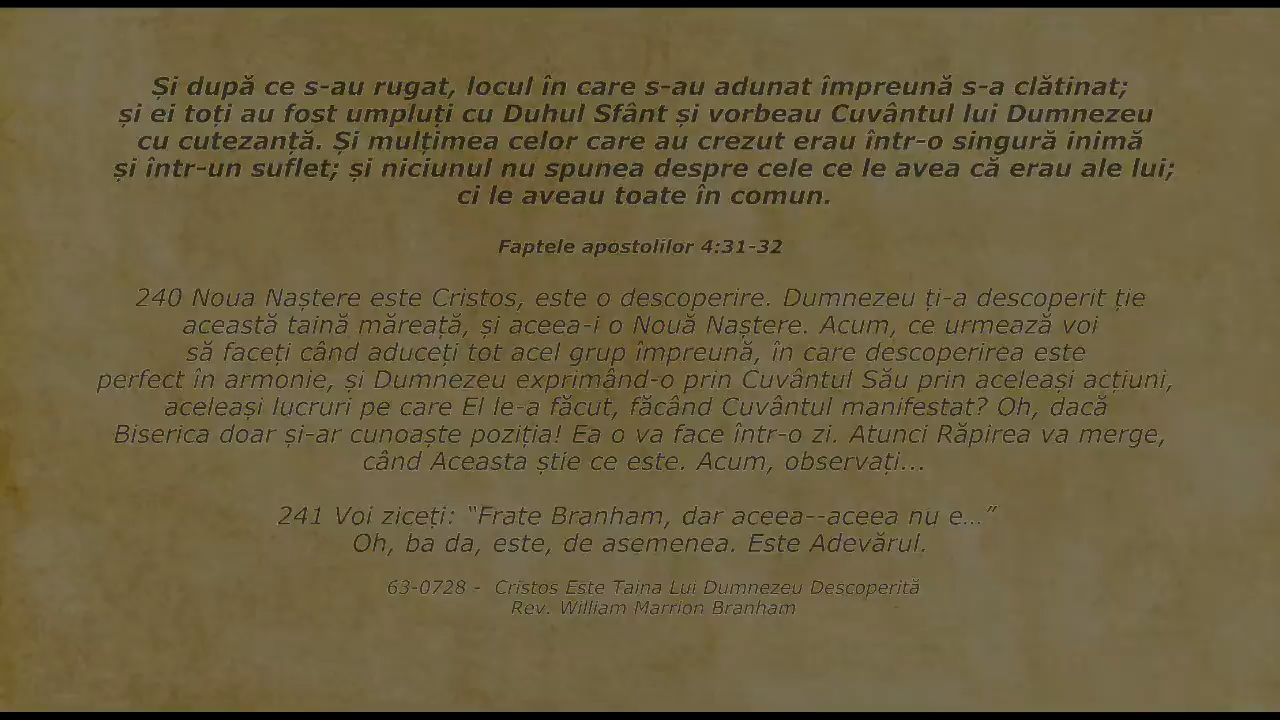 Și după ce s-au rugat, locul în care s-au adunat împreună s-a clătinat;
și ei toți au fost umpluți cu Duhul Sfânt și vorbeau Cuvântul lui Dumnezeu
cu cutezanță. Și mulțimea celor care au crezut erau într-o singură inimă
și într-un suflet; și niciunul nu spunea despre cele ce le avea că erau ale lui;
ci le aveau toate în comun.
Faptele apostolilor 4:31-32
240 Noua Naștere este Cristos, este o descoperire. Dumnezeu ți-a descoperit ție
această taină măreață, și aceea-i o Nouă Naștere. Acum, ce urmează voi
să faceți când aduceți tot acel grup împreună, în care descoperirea este
perfect în armonie, și Dumnezeu exprimând-o prin Cuvântul Său prin aceleași acțiuni,
aceleași lucruri pe care El le-a făcut, făcând Cuvântul manifestat? Oh, dacă
Biserica doar și-ar cunoaște poziția! Ea o va face într-o zi. Atunci Răpirea va merge,
când Aceasta știe ce este. Acum, observați...
241 Voi ziceți: “Frate Branham, dar aceea--aceea nu e...”
Oh, ba da, este, de asemenea. Este Adevărul.
63-0728 - Cristos Este Taina Lui Dumnezeu Descoperită
Rev. William Marrion Branham